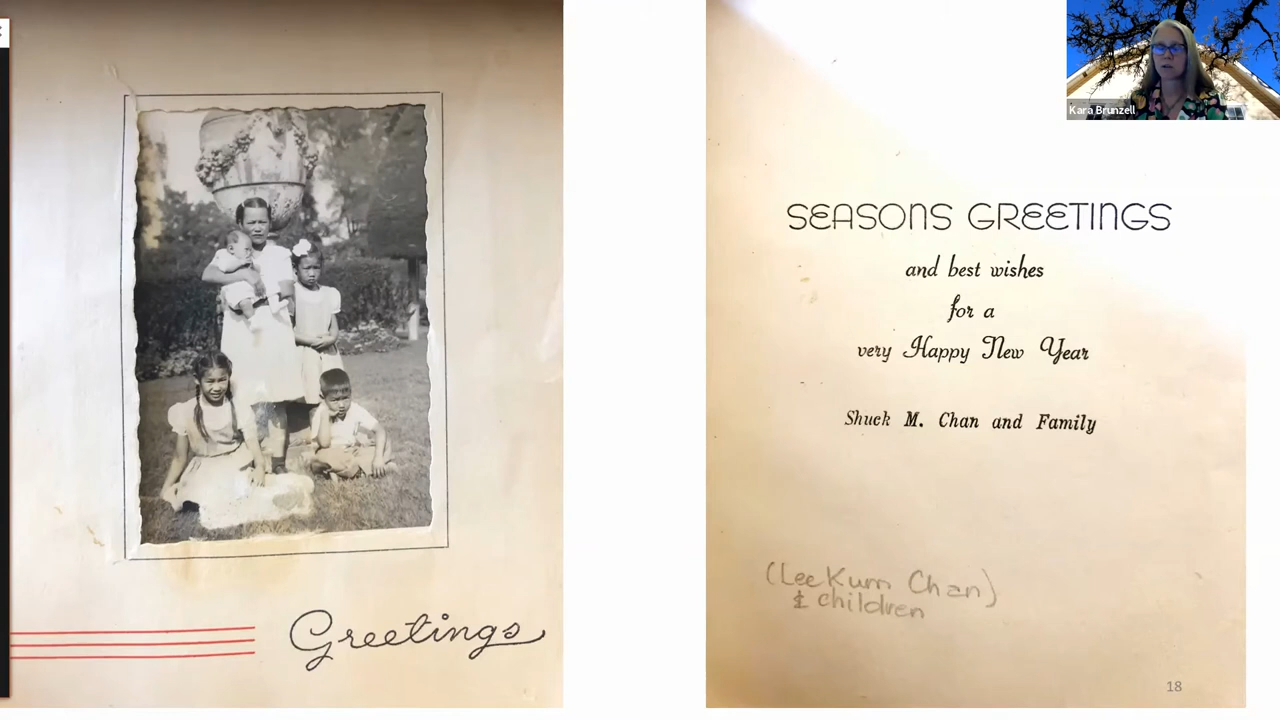 Greetings
SEASONS GREETINGS
and best wishes
for a
very Happy New Year
Shuck M. Chan and Family
(Lee Kum Chan)
& children
18
Kara Brunzell